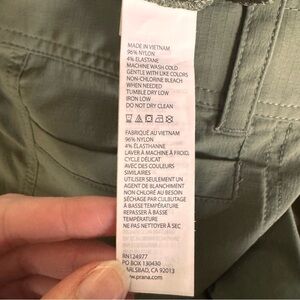 MADE IN VIETNAM
96% NYLON
4% ELASTANE
MACHINE WASH COLD
GENTLE WITH LIKE COLORS
NON-CHLORINE BLEACH
WHEN NEEDED
TUMBLE DRY LOW
IRON LOW
DO NOT DRY CLEAN
FABRIQUÉ AU VIETNAM
96% NYLON
4% ÉLASTHANNE
LAVER À MACHINE À FROID,
CYCLE DÉLICAT
AVEC DES COULEURS
SIMILAIRES
UTILISER SEULEMENT UN
AGENT DE BLANCHIMENT
NON CHLORÉ AU BESOIN
SÉCHAGE PAR CULBUTAGE
À BASSE TEMPÉRATURE
REPASSER À BASSE
TEMPÉRATURE
NE PAS NETTOYER À SEC
RN124977
PO BOX 130430
CARLSBAD, CA 92013
www.prana.com